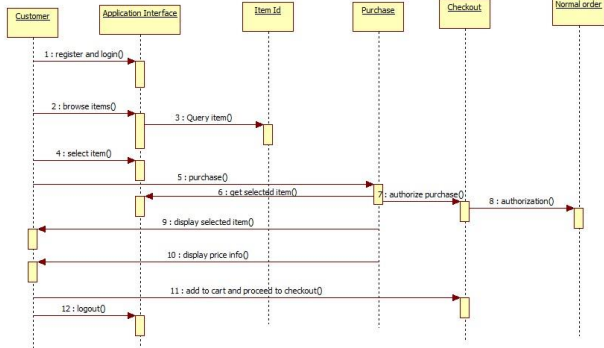 Customer
Application Interface
Item Id
Purchase
Checkout
Normal order
1 : register and login()
2 : browse items()
3 : Query item()
4 : select item()
5 : purchase()
6 : get selected item()
7 : authorize purchase()
8 : authorization()
9 : display selected item()
10 : display price info()
11 : add to cart and proceed to checkout()
12 : logout()